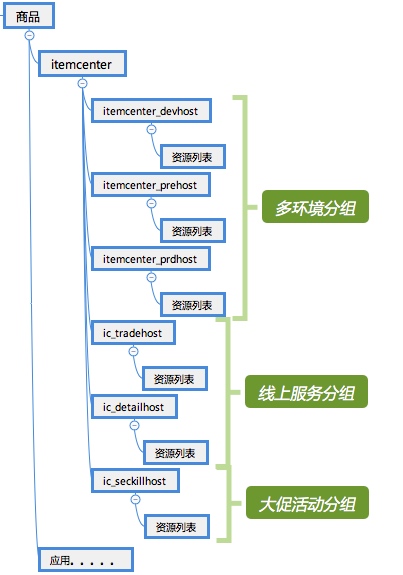 商品
itemcenter
itemcenter_devhost
资源列表
itemcenter_prehost
资源列表
多环境分组
itemcenter_prdhost
资源列表
ic_tradehost
资源列表
线上服务分组
ic_detailhost
资源列表
ic_seckillhost
大促活动分组
资源列表
应用．．．．．